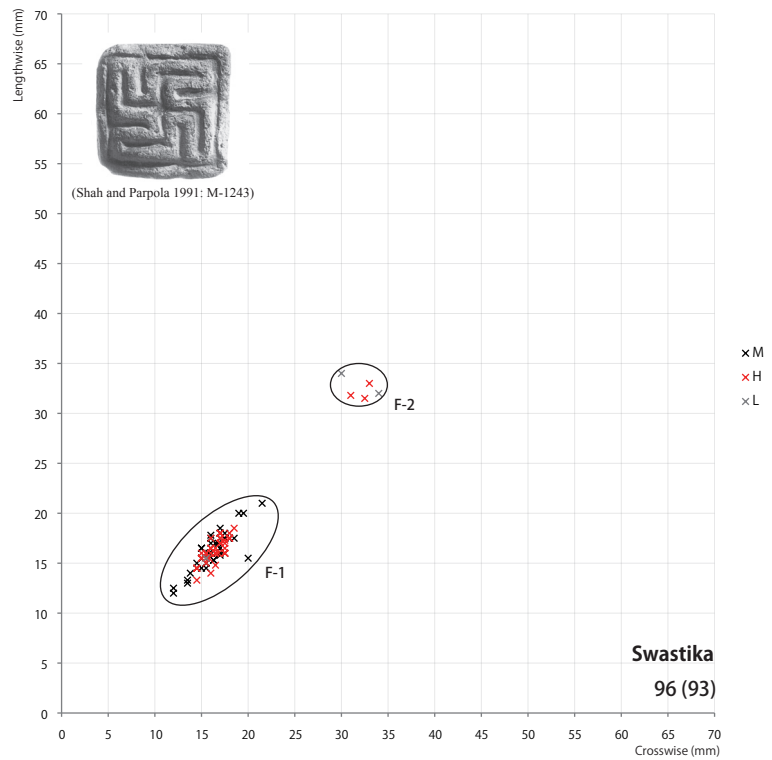 Lengthwise (mm)
70
65
60
55
50
45
40
35
30
25
20
15
10
5
0
(Shah and Parpola 1991: M-1243)
M
H
L
F-2
F-1
Swastika
96 (93)
0 5 10 15 20 25 30 35 40 45 50 55 60 65 70
Crosswise (mm)